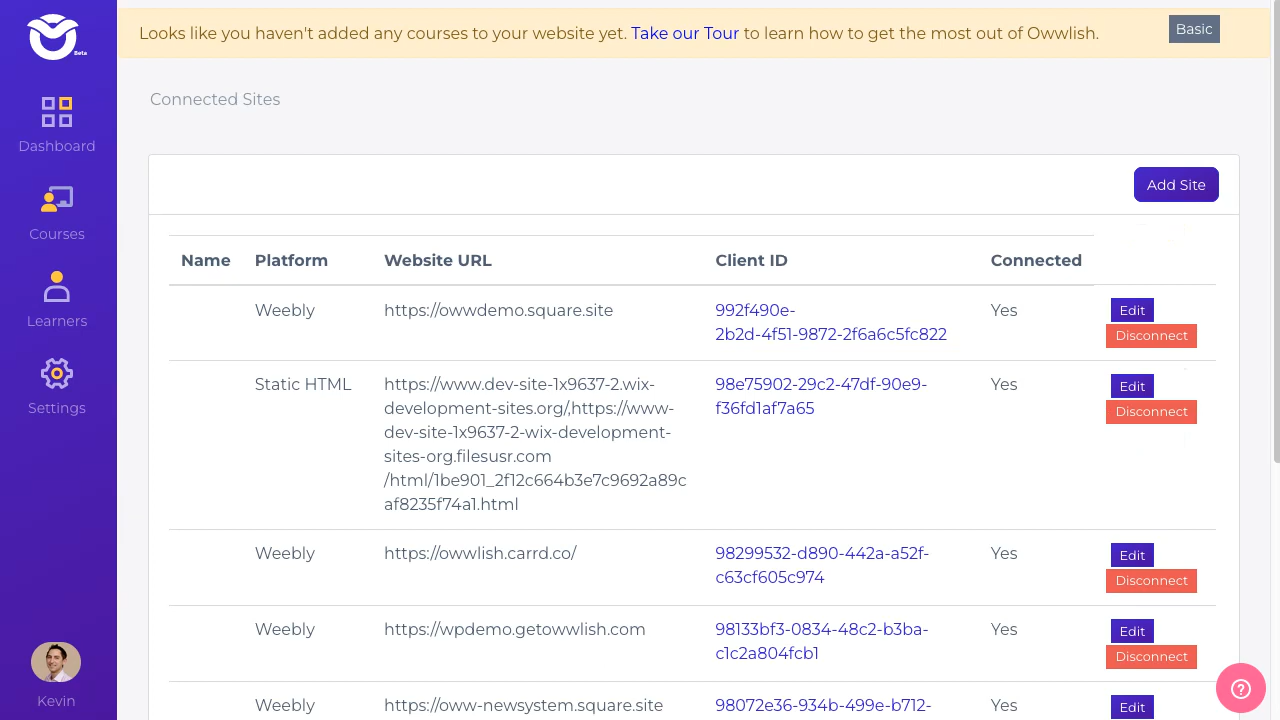 Beta
Looks like you haven't added any courses to your website yet. Take our Tour to learn how to get the most out of Owwlish.
Basic
Dashboard
Courses
Learners
Settings
Kevin
Connected Sites
Add Site
Name Platform Website URL Client ID Connected
Weebly https://owwdemo.square.site 992f490e- Yes Edit
2b2d-4f51-9872-2f6a6c5fc822 Disconnect
Static HTML https://www.dev-site-1x9637-2.wix- 98e75902-29c2-47df-90e9- Yes Edit
development-sites.org/,https://www- f36fd1af7a65 Disconnect
dev-site-1x9637-2-wix-development-
sites-org.filesusr.com
/html/1be901_2f12c664b3e7c9692a89c
af8235f74a1.html
Weebly https://owwlish.carrd.co/ 98299532-d890-442a-a52f- Yes Edit
c63cf605c974 Disconnect
Weebly https://wpdemo.getowwlish.com 98133bf3-0834-48c2-b3ba- Yes Edit
c1c2a804fcb1 Disconnect
Weebly https://oww-newsystem.square.site 98072e36-934b-499e-b712- Yes Edit